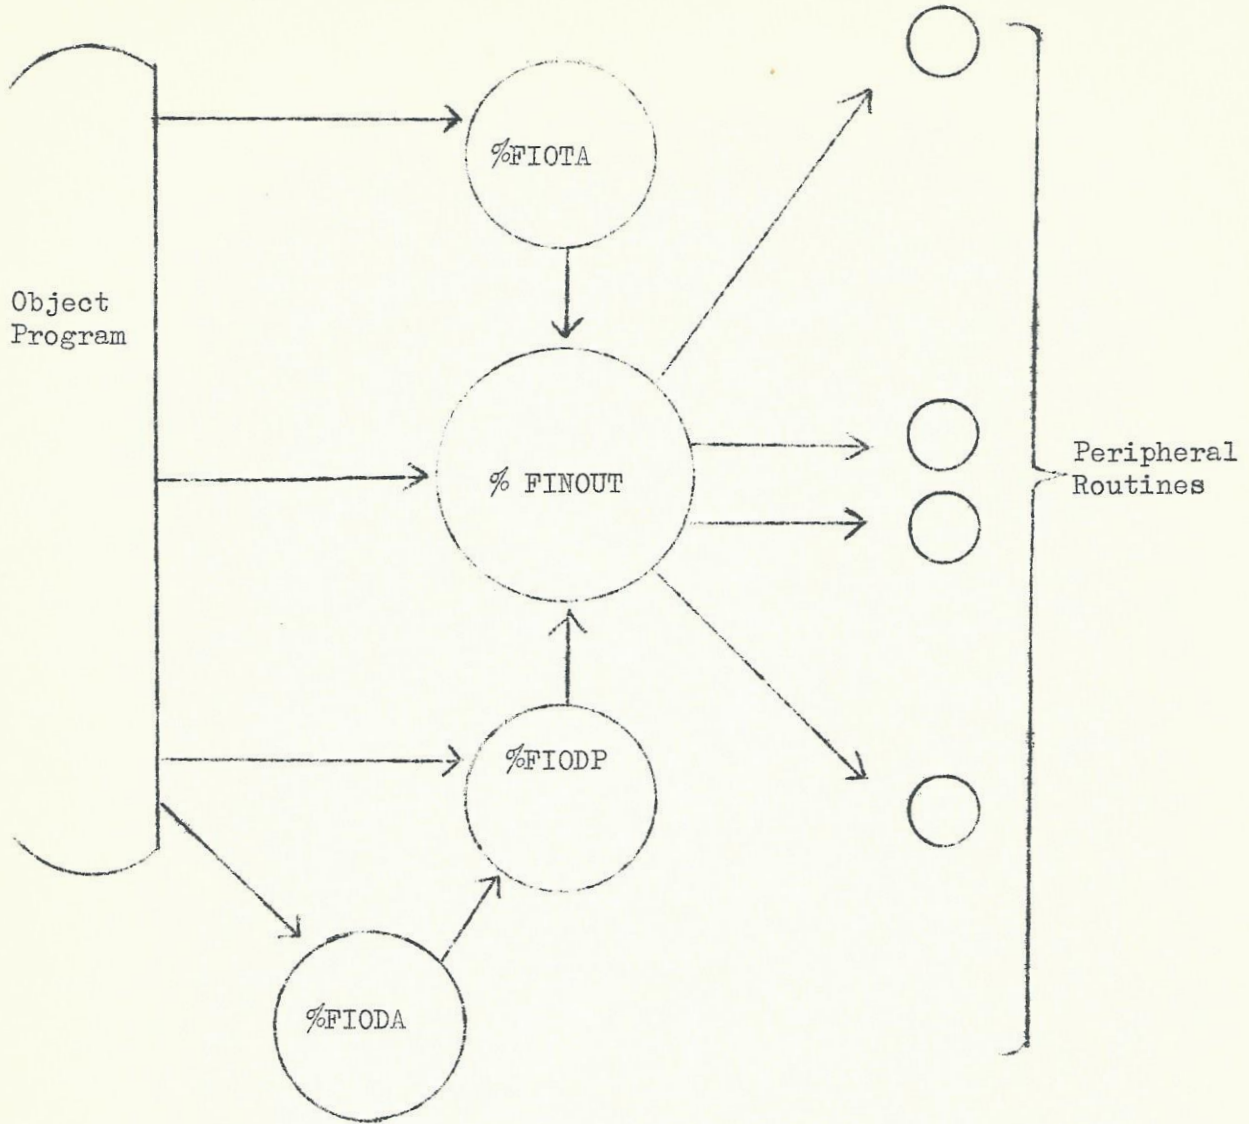 %FIOTA
Object
Program
Peripheral
Routines
% FINOUT
%FIODP
%FIODA